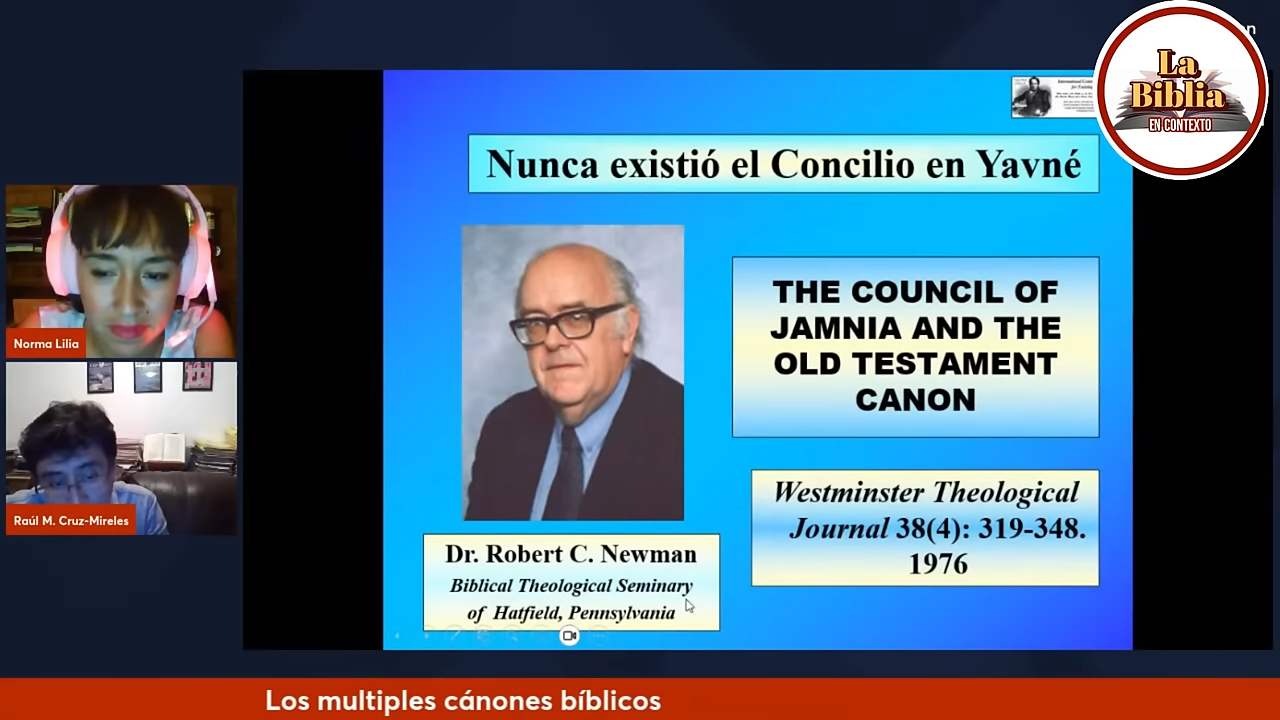 La
Biblia
EN CONTEXTO
Nunca existió el Concilio en Yavné
THE COUNCIL OF
JAMNIA AND THE
OLD TESTAMENT
CANON
Westminster Theological
Journal 38(4): 319-348.
1976
Dr. Robert C. Newman
Biblical Theological Seminary
of Hatfield, Pennsylvania
Norma Lilia
Raúl M. Cruz-Mireles
Los multiples cánones bíblicos